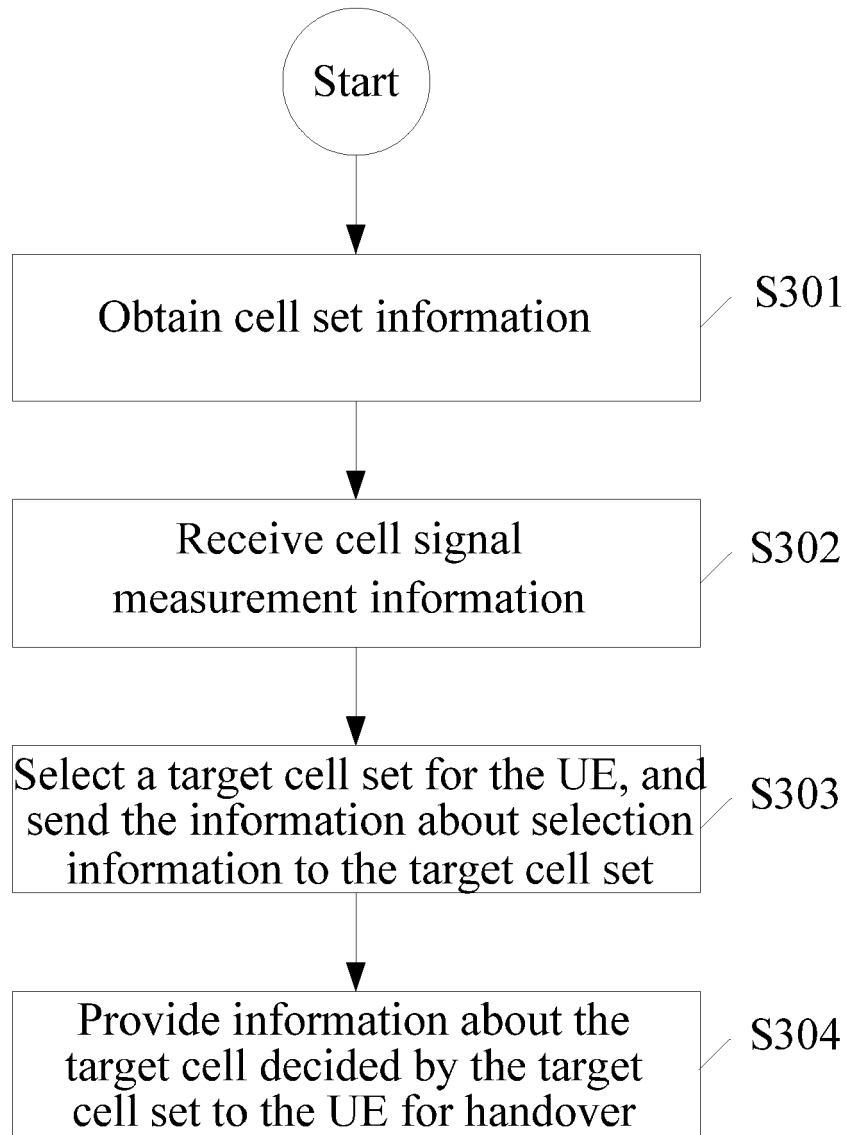 Start
Obtain cell set information
S301
Receive cell signal
measurement information
S302
Select a target cell set for the UE, and
send the information about selection
information to the target cell set
S303
Provide information about the
target cell decided by the target
cell set to the UE for handover
S304